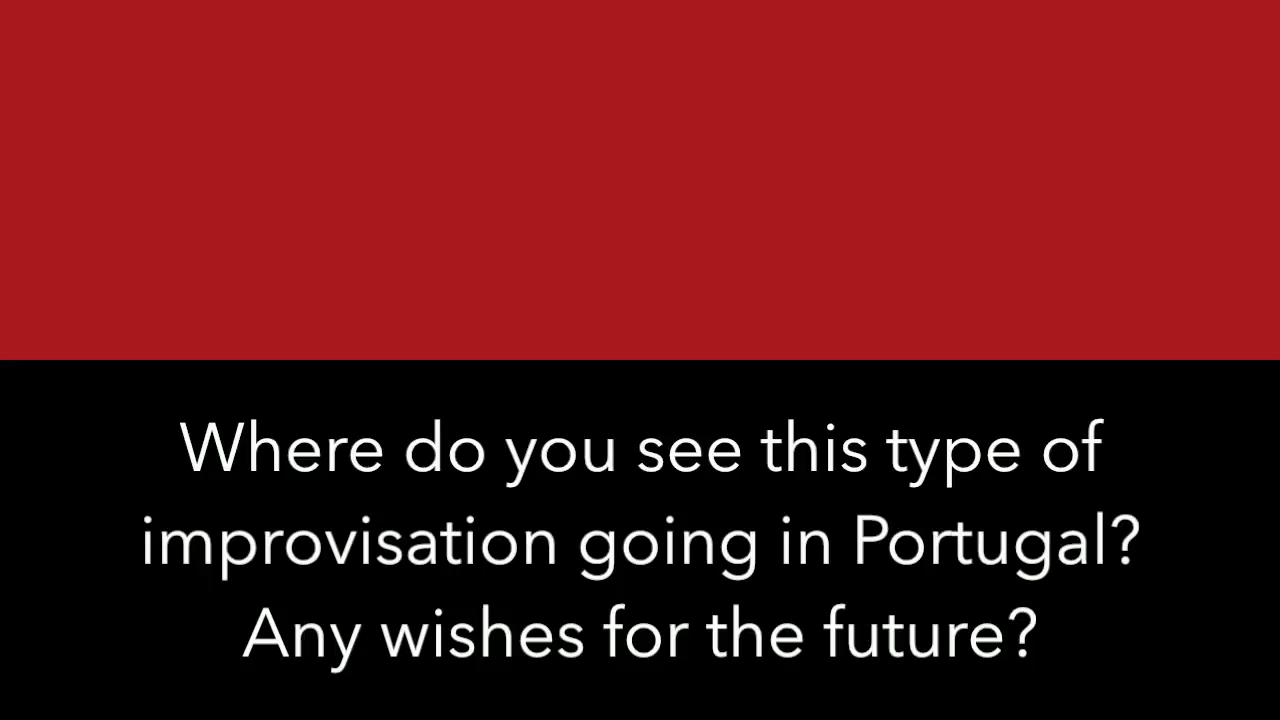 Where do you see this type of
improvisation going in Portugal?
Any wishes for the future?